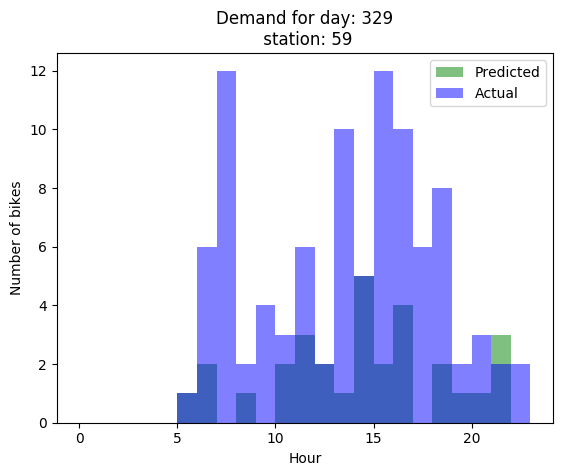 Demand for day: 329
station: 59
Predicted
Actual
12
10
8
6
4
2
0
Number of bikes
0 5 10 15 20
Hour